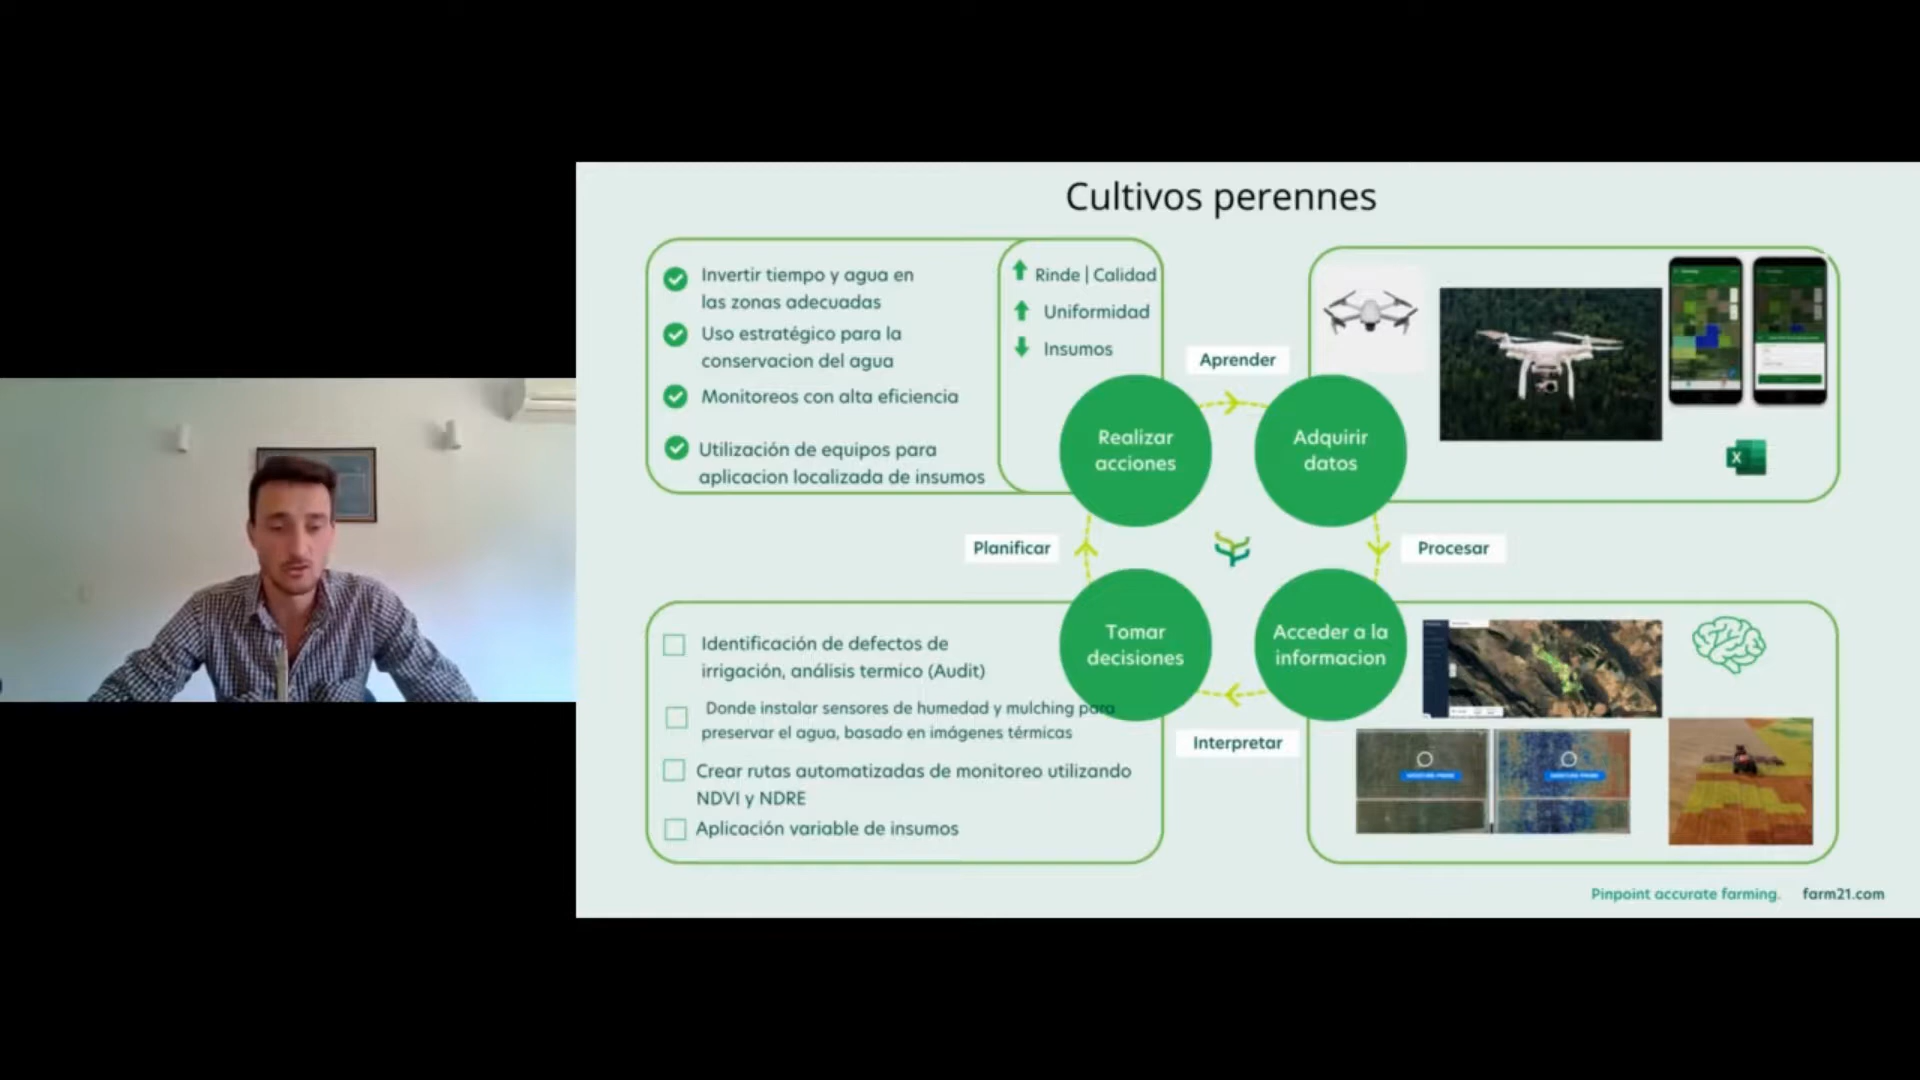 Cultivos perennes
Invertir tiempo y agua en
las zonas adecuadas
Uso estratégico para la
conservacion del agua
Monitoreos con alta eficiencia
Utilización de equipos para
aplicacion localizada de insumos
Rinde | Calidad
Uniformidad
Insumos
Aprender
Realizar
acciones
Adquirir
datos
X
Planificar
Procesar
Tomar
decisiones
Acceder a la
informacion
Interpretar
Identificación de defectos de
irrigación, análisis termico (Audit)
Donde instalar sensores de humedad y mulching para
preservar el agua, basado en imágenes térmicas
Crear rutas automatizadas de monitoreo utilizando
NDVI y NDRE
Aplicación variable de insumos
Pinpoint accurate farming. farm21.com